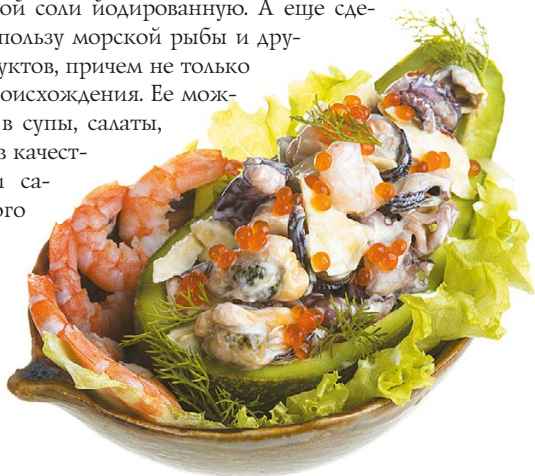 ой соли йодированную. А еще сде-
пользу морской рыбы и дру-
уктов, причем не только
оисхождения. Ее мож-
в супы, салаты,
в качест-
и са-
ого